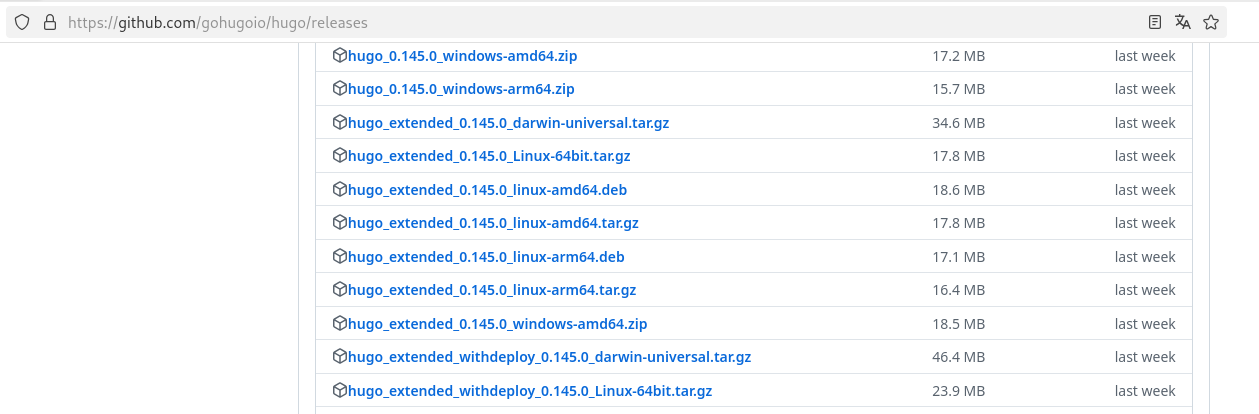 https://github.com/gohugoio/hugo/releases
hugo_0.145.0_windows-amd64.zip 17.2 MB last week
hugo_0.145.0_windows-arm64.zip 15.7 MB last week
hugo_extended_0.145.0_darwin-universal.tar.gz 34.6 MB last week
hugo_extended_0.145.0_Linux-64bit.tar.gz 17.8 MB last week
hugo_extended_0.145.0_linux-amd64.deb 18.6 MB last week
hugo_extended_0.145.0_linux-amd64.tar.gz 17.8 MB last week
hugo_extended_0.145.0_linux-arm64.deb 17.1 MB last week
hugo_extended_0.145.0_linux-arm64.tar.gz 16.4 MB last week
hugo_extended_0.145.0_windows-amd64.zip 18.5 MB last week
hugo_extended_withdeploy_0.145.0_darwin-universal.tar.gz 46.4 MB last week
hugo_extended_withdeploy_0.145.0_Linux-64bit.tar.gz 23.9 MB last week